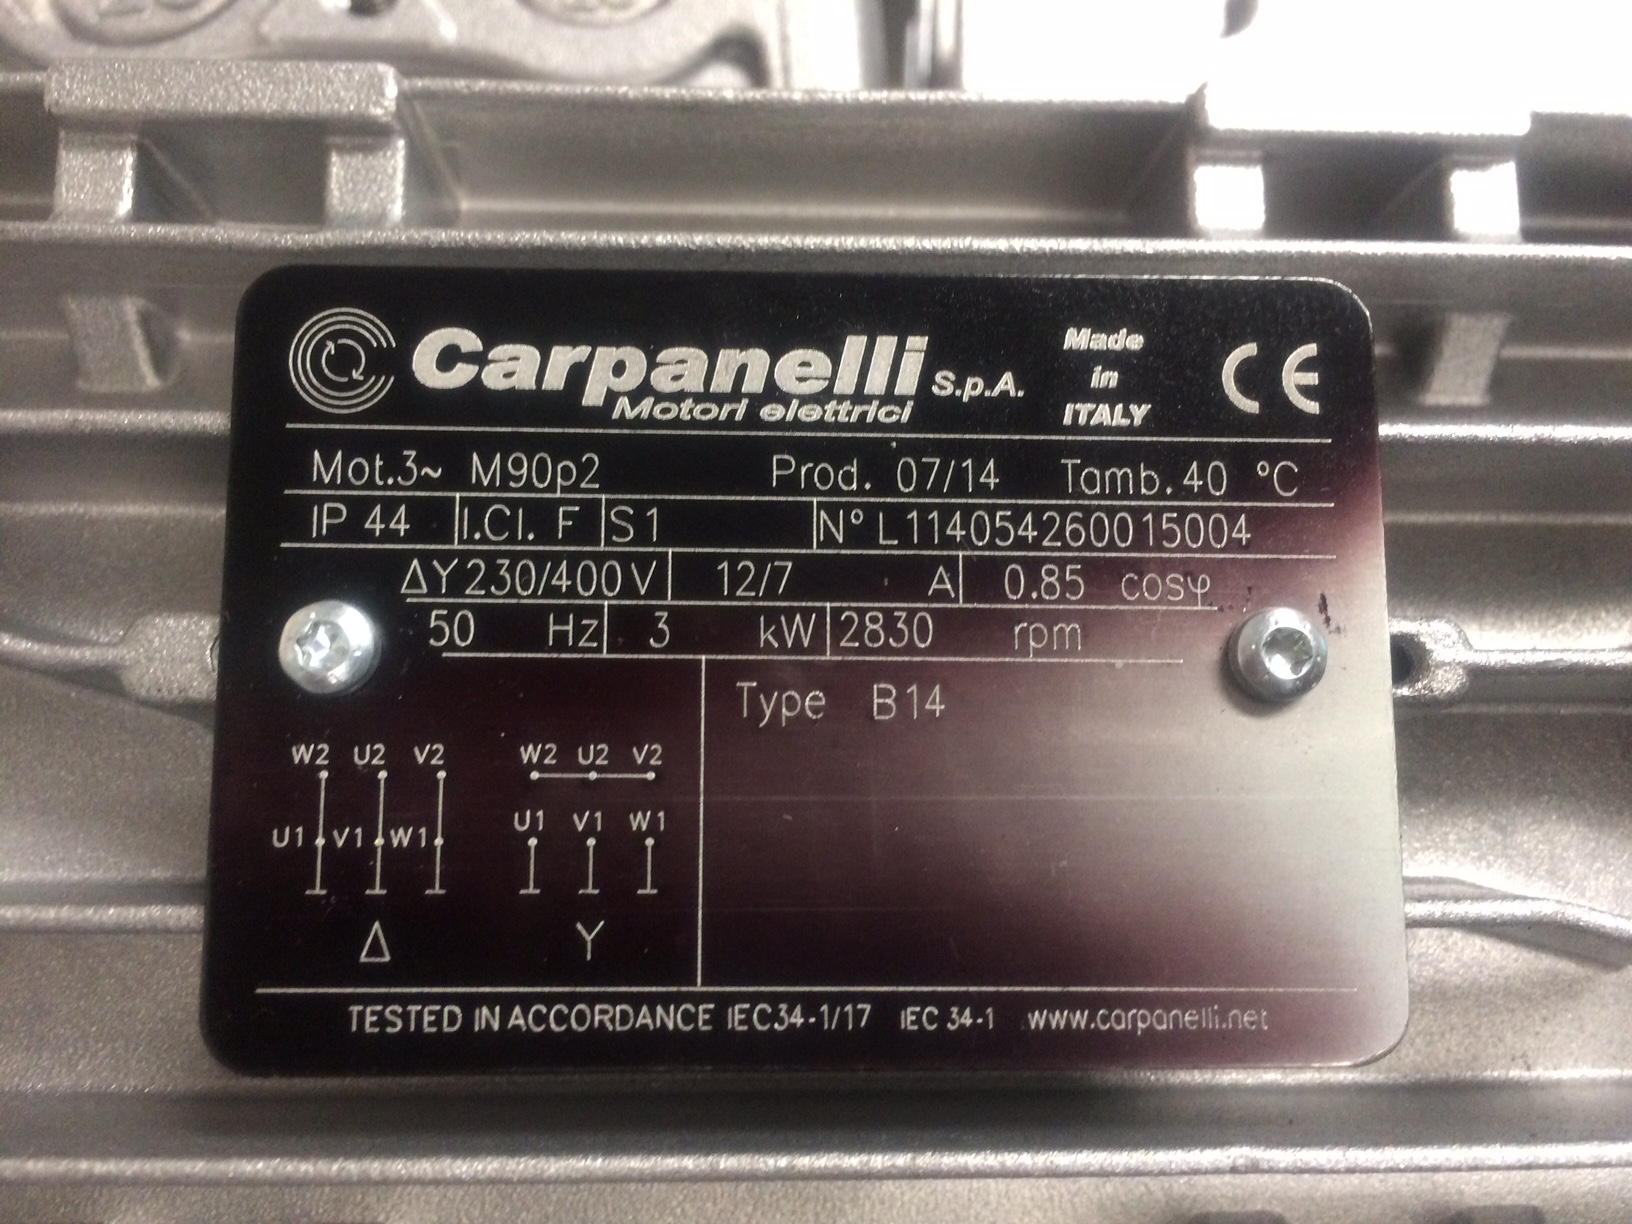 Carpanelli S.p.A.
Motori elettrici
Made
in
ITALY
CE
Mot.3~ M90p2 Prod. 07/14 Tamb. 40 °C
IP 44 I.Cl. F S1 N° L114054260015004
ΔY 230/400 V 12/7 A 0.85 cosφ
50 Hz 3 kW 2830 rpm
Type B14
W2 U2 V2 W2 U2 V2
U1 V1 W1 U1 V1 W1
Δ Y
TESTED IN ACCORDANCE IEC34-1/17 IEC 34-1 www.carpanelli.net